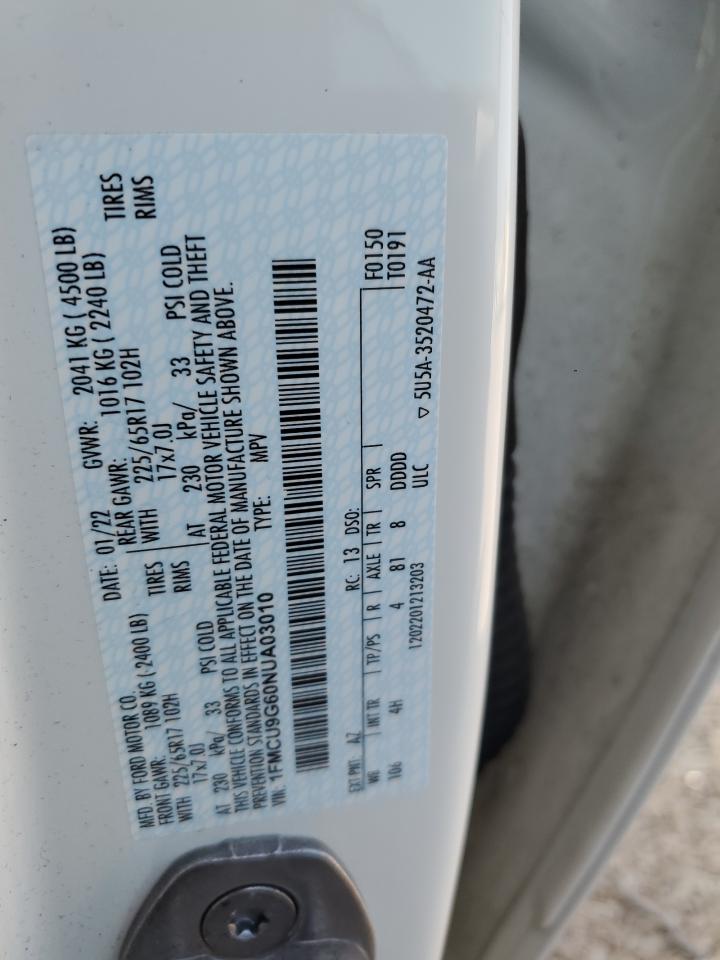 MFD. BY FORD MOTOR CO. DATE: 01/22 GVWR: 2041 KG ( 4500 LB)
FRONT GAWR: 1089 KG ( 2400 LB) REAR GAWR: 1016 KG ( 2240 LB)
WITH 225/65R17 102H TIRES WITH 225/65R17 102H TIRES
17x7.0J RIMS 17x7.0J RIMS
AT 230 kPa/ 33 PSI COLD AT 230 kPa/ 33 PSI COLD
THIS VEHICLE CONFORMS TO ALL APPLICABLE FEDERAL MOTOR VEHICLE SAFETY AND THEFT
PREVENTION STANDARDS IN EFFECT ON THE DATE OF MANUFACTURE SHOWN ABOVE.
VIN: 1FMCU9G60NUA03010 TYPE: MPV
EXT PNT: AZ RC: 13 DSO: F0150
WB INT TR TP/PS R AXLE TR SPR T0191
106 4H 4 81 8 DDDD
1202201213203 ULC ▽ 5U5A-3520472-AA